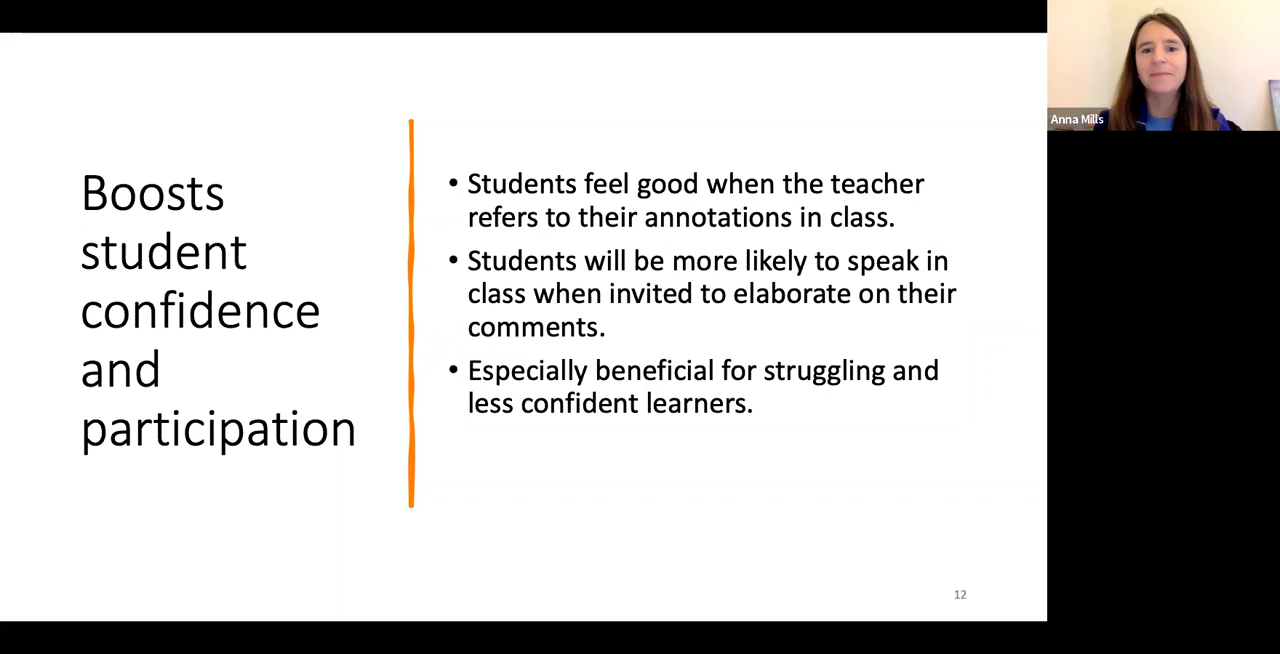 Boosts
student
confidence
and
participation
• Students feel good when the teacher
refers to their annotations in class.
• Students will be more likely to speak in
class when invited to elaborate on their
comments.
• Especially beneficial for struggling and
less confident learners.
12
Anna Mills